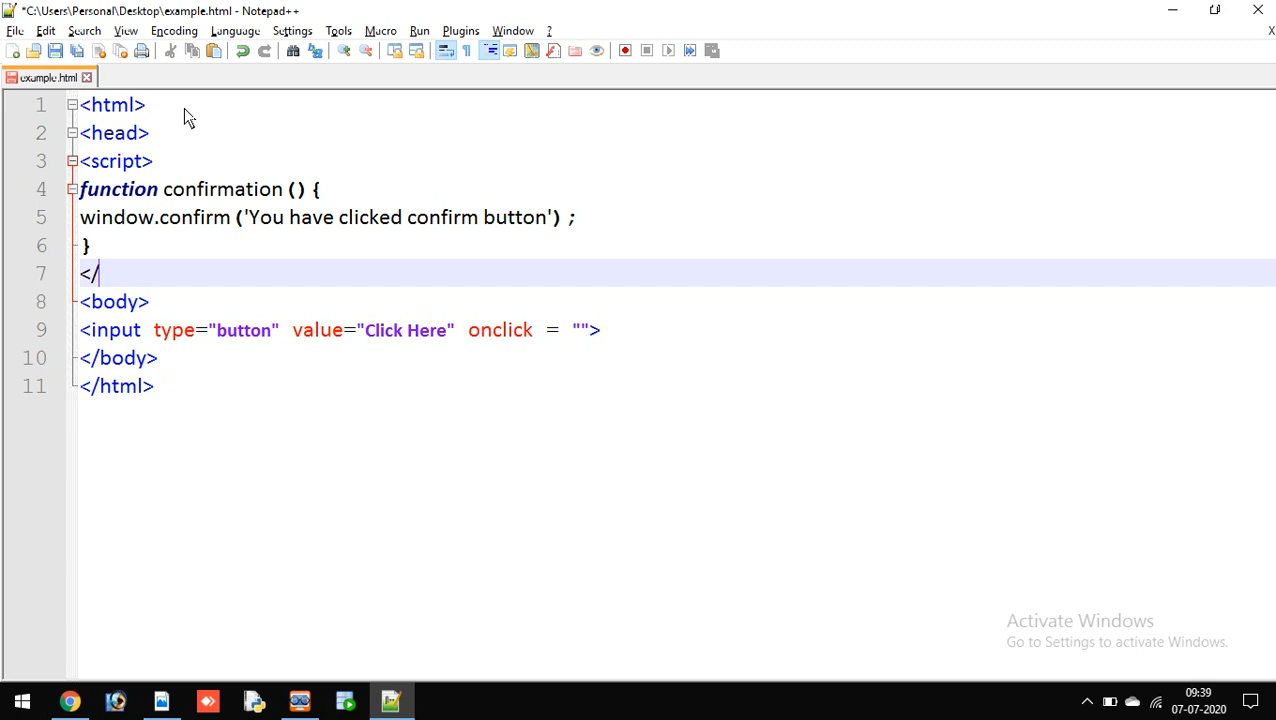 *C:\Users\Personal\Desktop\example.html - Notepad++
File Edit Search View Encoding Language Settings Tools Macro Run Plugins Window ? X
example.html
1 <html>
2 <head>
3 <script>
4 function confirmation () {
5 window.confirm ('You have clicked confirm button') ;
6 }
7 </
8 <body>
9 <input type="button" value="Click Here" onclick = "">
10 </body>
11 </html>
Activate Windows
Go to Settings to activate Windows.
09:39
07-07-2020